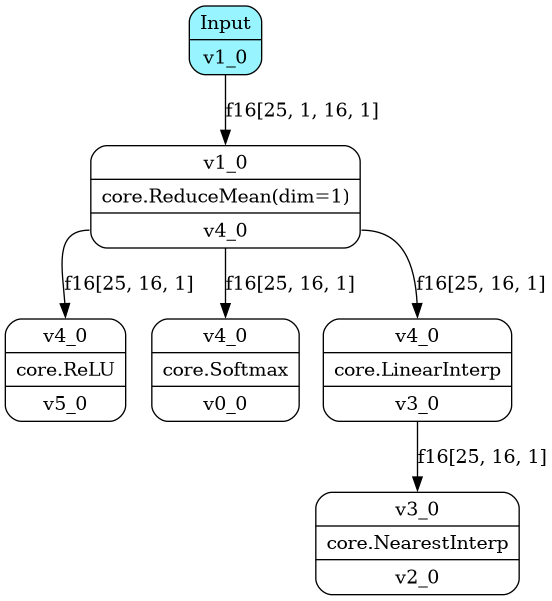 Input
v1_0
f16[25, 1, 16, 1]
v1_0
core.ReduceMean(dim=1)
v4_0
f16[25, 16, 1]
f16[25, 16, 1]
f16[25, 16, 1]
v4_0
core.ReLU
v5_0
v4_0
core.Softmax
v0_0
v4_0
core.LinearInterp
v3_0
f16[25, 16, 1]
v3_0
core.NearestInterp
v2_0